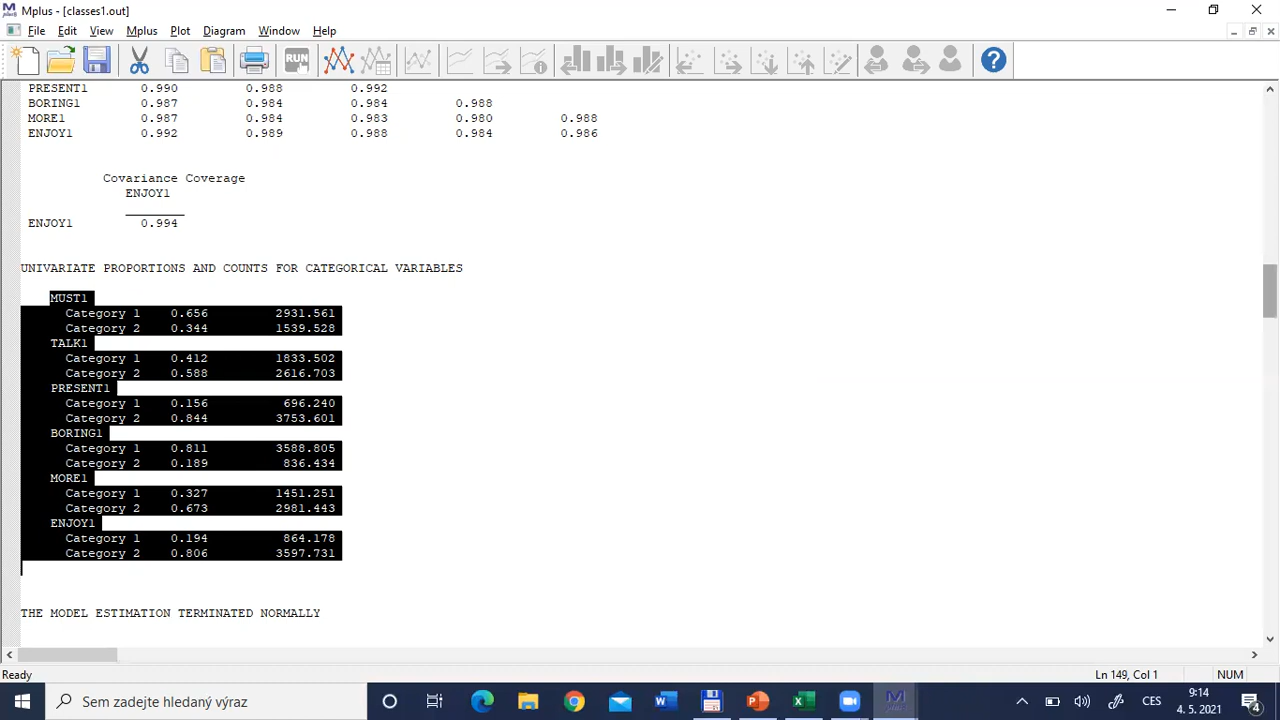 Mplus - [classes1.out]
File Edit View Mplus Plot Diagram Window Help
RUN
PRESENT1 0.990 0.988 0.992
BORING1 0.987 0.984 0.984 0.988
MORE1 0.987 0.984 0.983 0.980 0.988
ENJOY1 0.992 0.989 0.988 0.984 0.986
Covariance Coverage
ENJOY1
ENJOY1 0.994
UNIVARIATE PROPORTIONS AND COUNTS FOR CATEGORICAL VARIABLES
MUST1
Category 1 0.656 2931.561
Category 2 0.344 1539.528
TALK1
Category 1 0.412 1833.502
Category 2 0.588 2616.703
PRESENT1
Category 1 0.156 696.240
Category 2 0.844 3753.601
BORING1
Category 1 0.811 3588.805
Category 2 0.189 836.434
MORE1
Category 1 0.327 1451.251
Category 2 0.673 2981.443
ENJOY1
Category 1 0.194 864.178
Category 2 0.806 3597.731
THE MODEL ESTIMATION TERMINATED NORMALLY
Ready Ln 149, Col 1 NUM
Sem zadejte hledaný výraz CES 9:14
4. 5. 2021 4